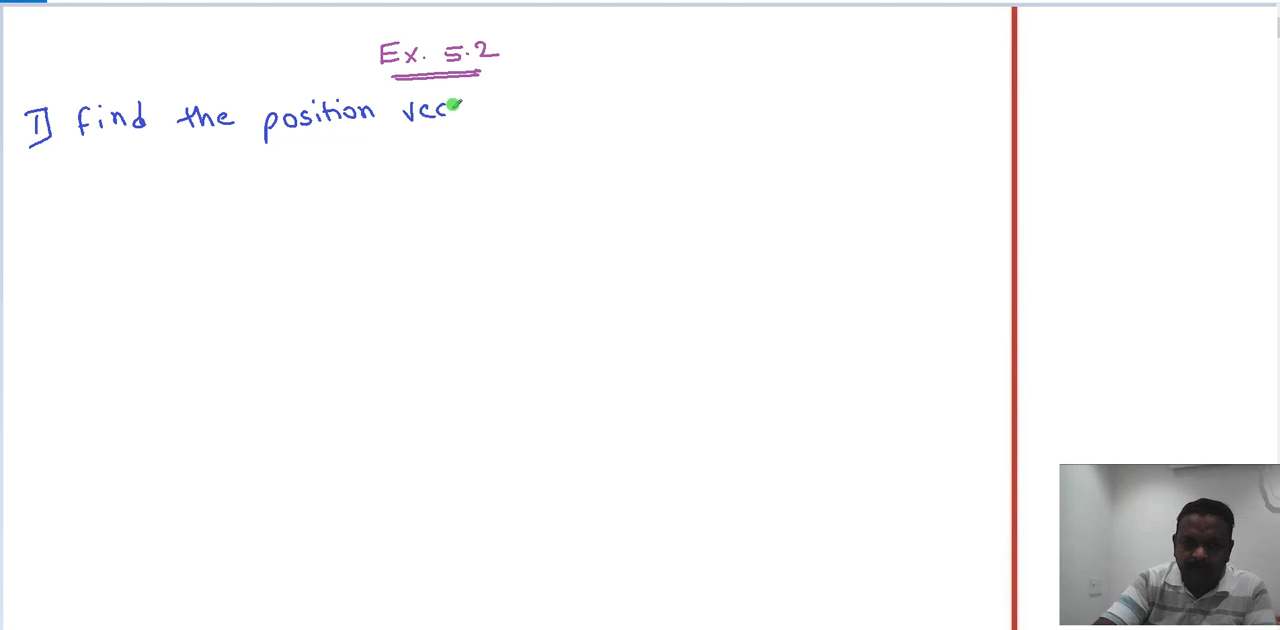 Ex. 5.2
I] find the position vec